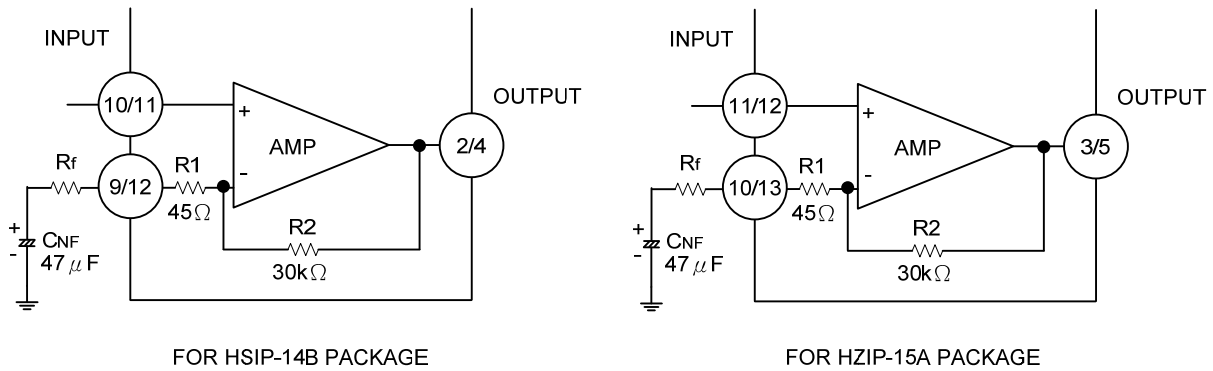 INPUT
10/11
+
AMP
-
OUTPUT
2/4
Rf
9/12
R1
45Ω
R2
30kΩ
+
-
CNF
47μF
FOR HSIP-14B PACKAGE
INPUT
11/12
+
AMP
-
OUTPUT
3/5
Rf
10/13
R1
45Ω
R2
30kΩ
+
-
CNF
47μF
FOR HZIP-15A PACKAGE